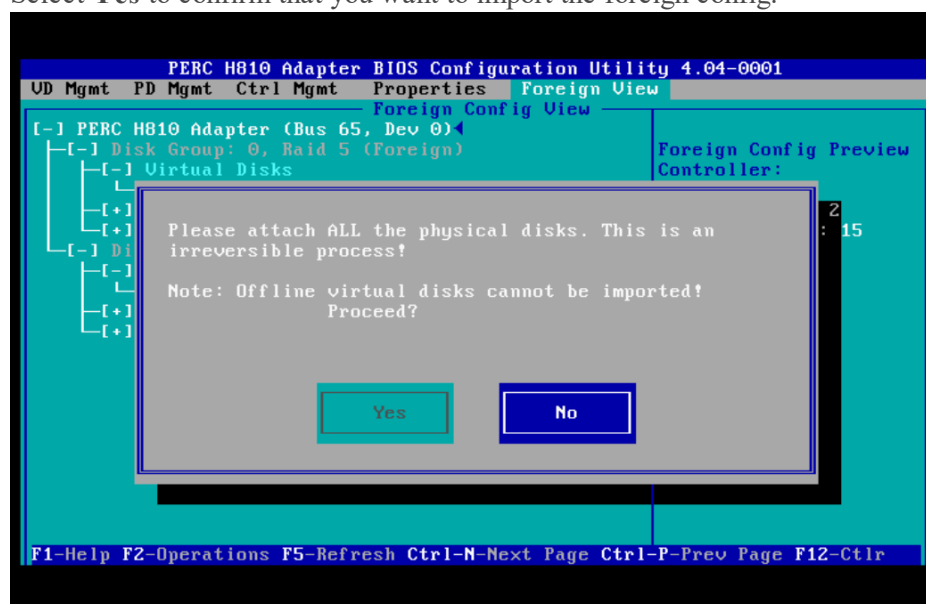 Select Yes to confirm that you want to import the foreign config.
PERC H810 Adapter BIOS Configuration Utility 4.04-0001
VD Mgmt PD Mgmt Ctrl Mgmt Properties Foreign View
Foreign Config View
[-] PERC H810 Adapter (Bus 65, Dev 0)
[-] Disk Group: 0, Raid 5 (Foreign)
Foreign Config Preview
[-] Virtual Disks
Controller:
[+]
2
[+]
: 15
[-] Di
[-]
[+]
[+]
Please attach ALL the physical disks. This is an
irreversible process!
Note: Offline virtual disks cannot be imported!
Proceed?
Yes
No
F1-Help F2-Operations F5-Refresh Ctrl-N-Next Page Ctrl-P-Prev Page F12-Ctlr